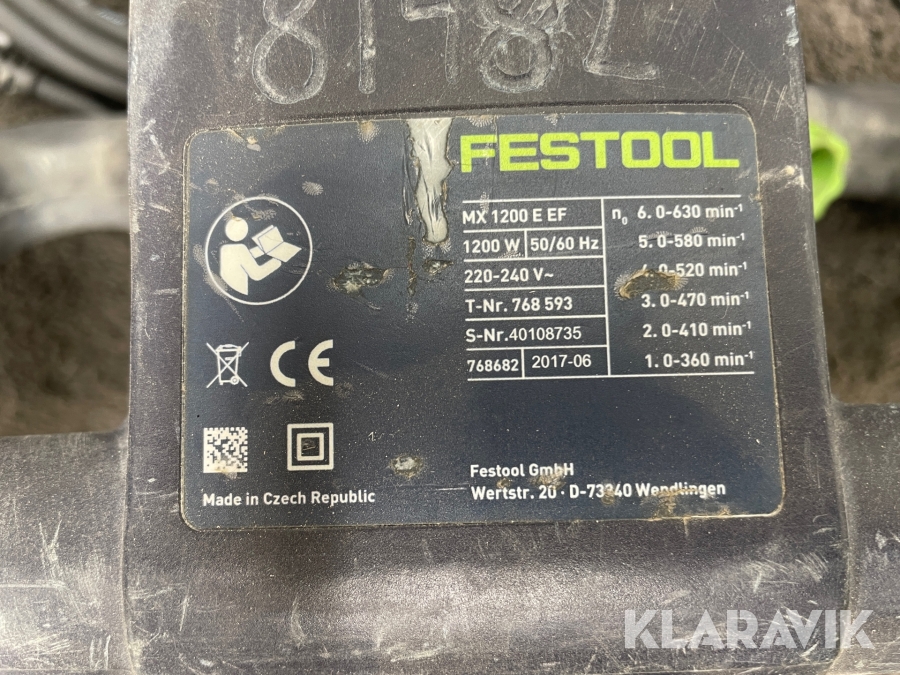 81482
FESTOOL
MX 1200 E EF
1200 W 50/60 Hz
220-240 V~
T-Nr. 768 593
S-Nr.40108735
768682 2017-06
n₀ 6. 0-630 min⁻¹
5. 0-580 min⁻¹
4. 0-520 min⁻¹
3. 0-470 min⁻¹
2. 0-410 min⁻¹
1. 0-360 min⁻¹
CE
Made in Czech Republic
Festool GmbH
Wertstr. 20 · D-73240 Wendlingen
KLARAVIK